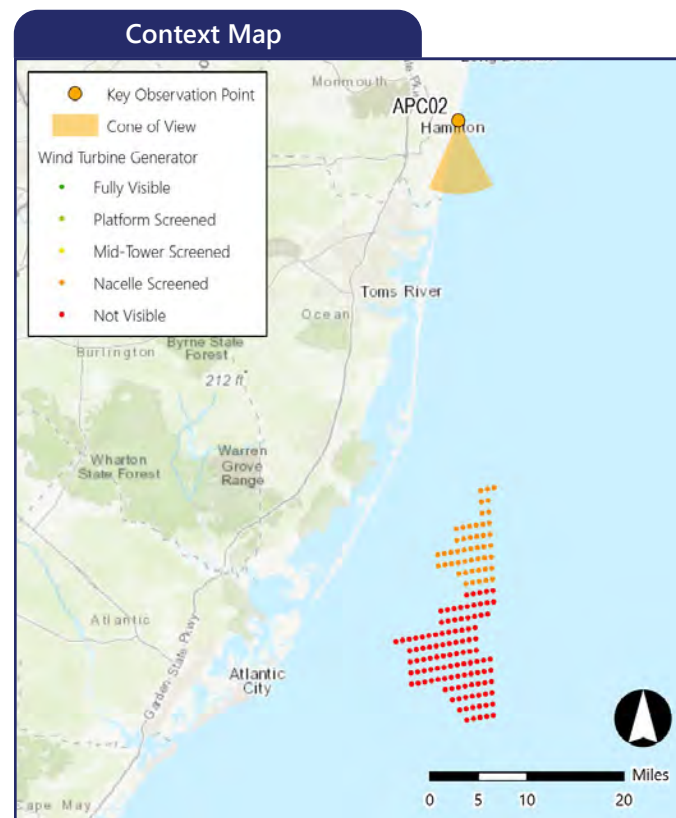 Context Map
Key Observation Point
Cone of View
Wind Turbine Generator
Fully Visible
Platform Screened
Mid-Tower Screened
Nacelle Screened
Not Visible
Monmouth
APC02
Hamilton
Toms River
Ocean
Burlington
Byrne State
Forest
212 ft
Wharton
State Forest
Warren
Grove
Range
Atlantic
Garden-State Pkwy
Atlantic
City
Cape May
Miles
0 5 10 20